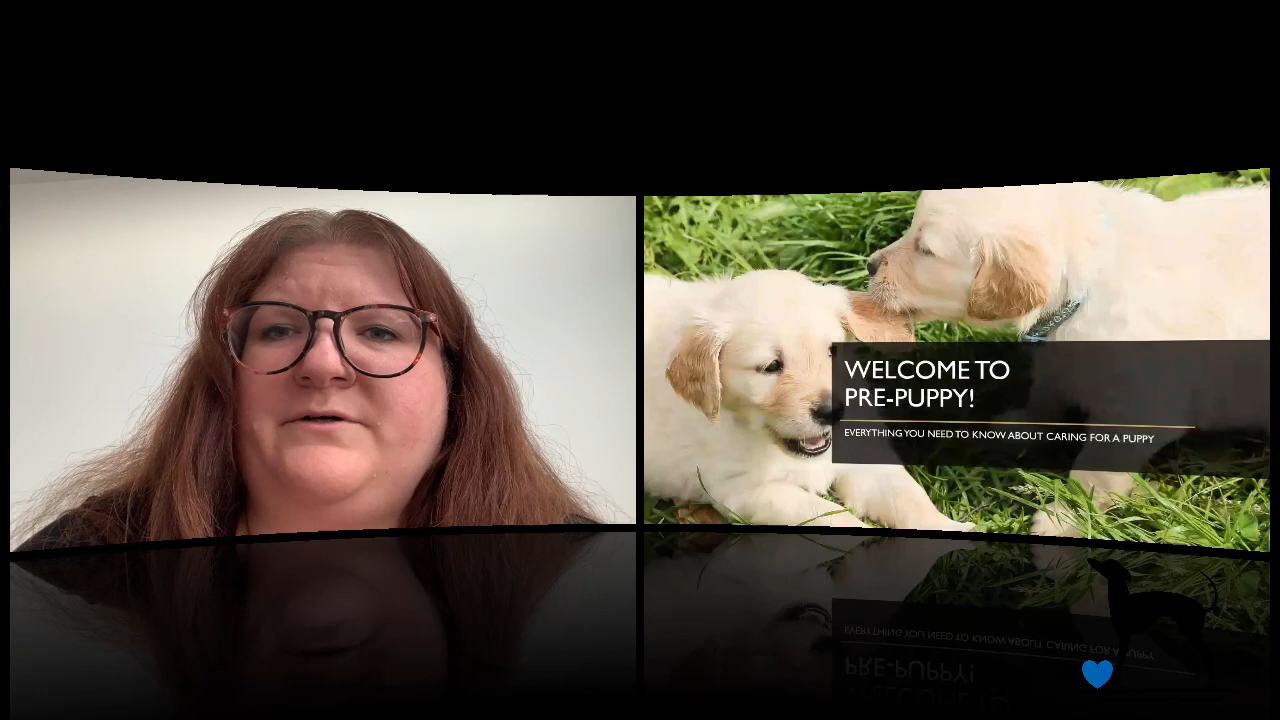 WELCOME TO
PRE-PUPPY!
EVERYTHING YOU NEED TO KNOW ABOUT CARING FOR A PUPPY